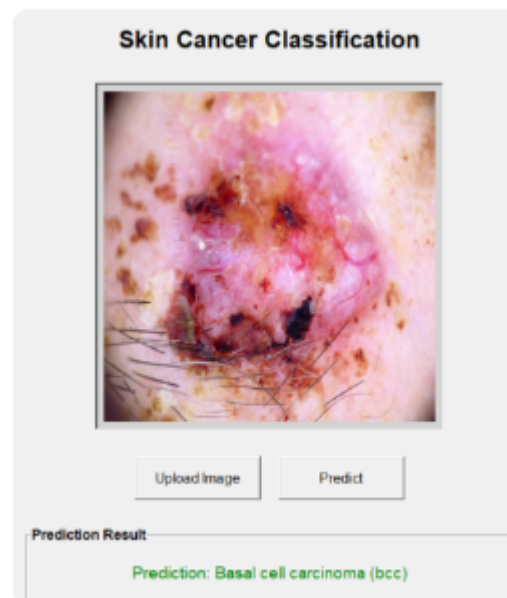 Skin Cancer Classification
Upload Image
Predict
Prediction Result
Prediction: Basal cell carcinoma (bcc)